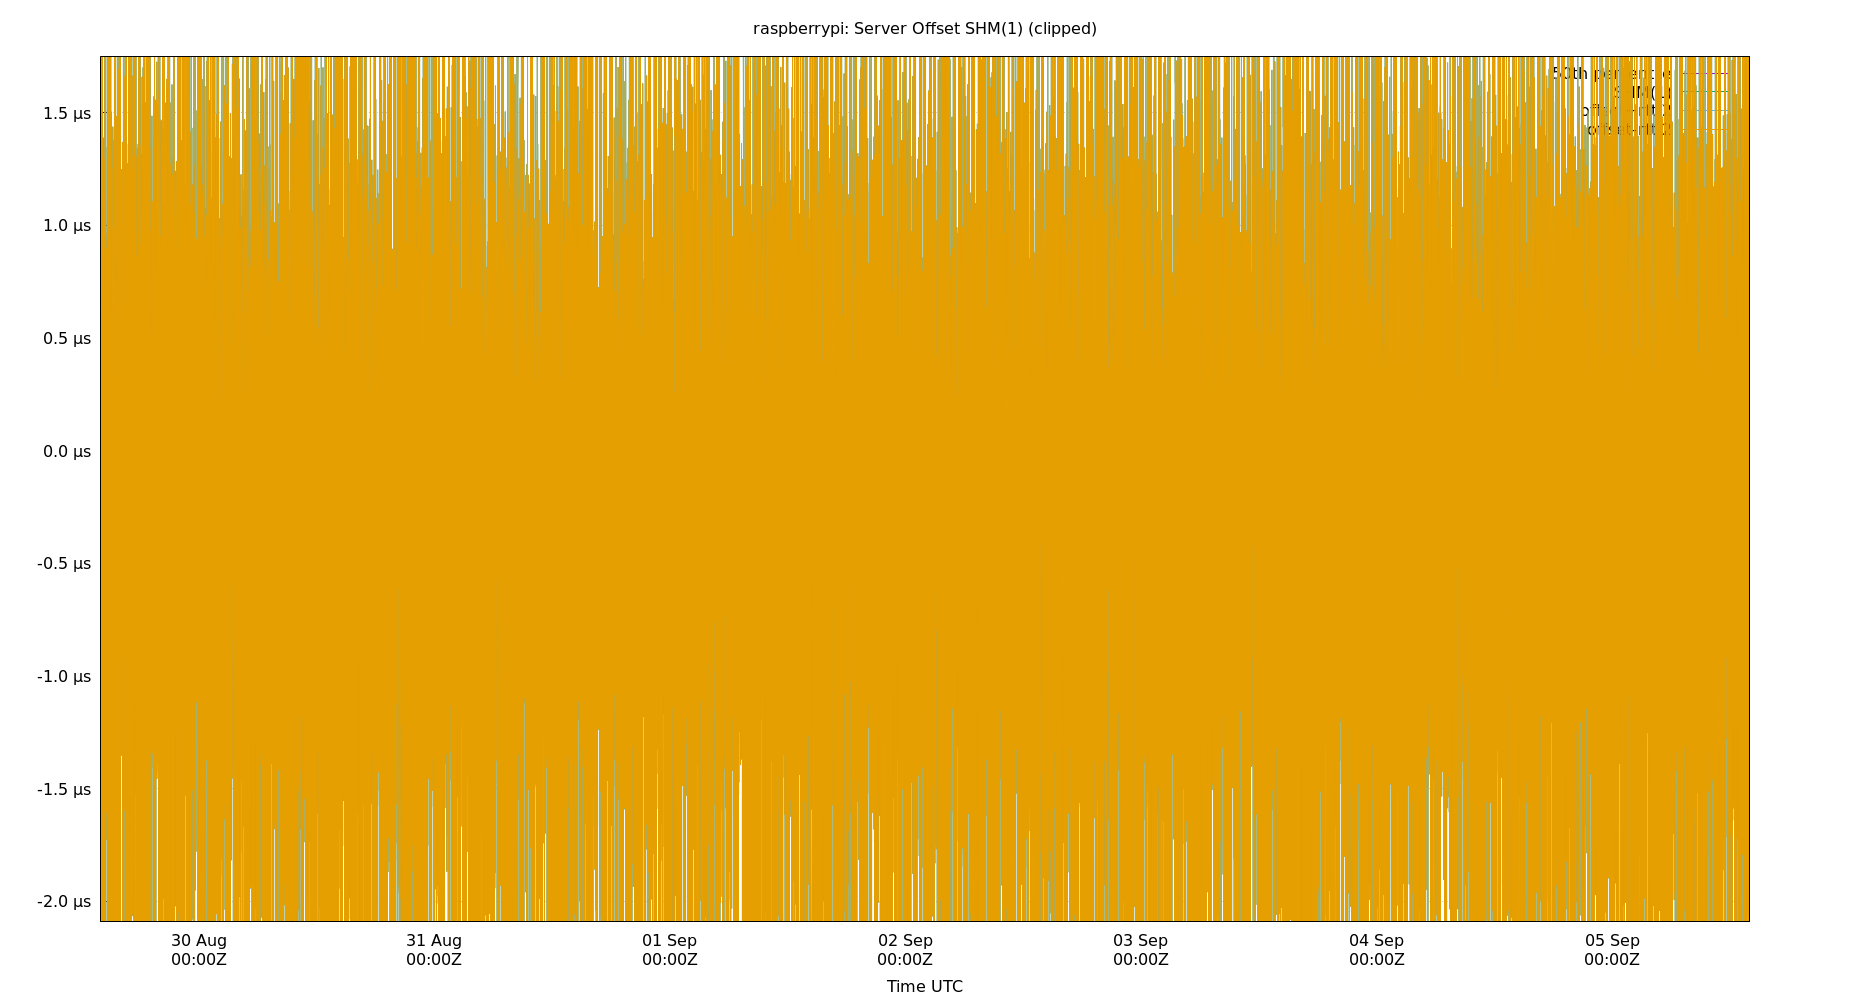 raspberrypi: Server Offset SHM(1) (clipped)
1.5 µs
1.0 µs
0.5 µs
0.0 µs
-0.5 µs
-1.0 µs
-1.5 µs
-2.0 µs
30 Aug 31 Aug 01 Sep 02 Sep 03 Sep 04 Sep 05 Sep
00:00Z 00:00Z 00:00Z 00:00Z 00:00Z 00:00Z 00:00Z
Time UTC